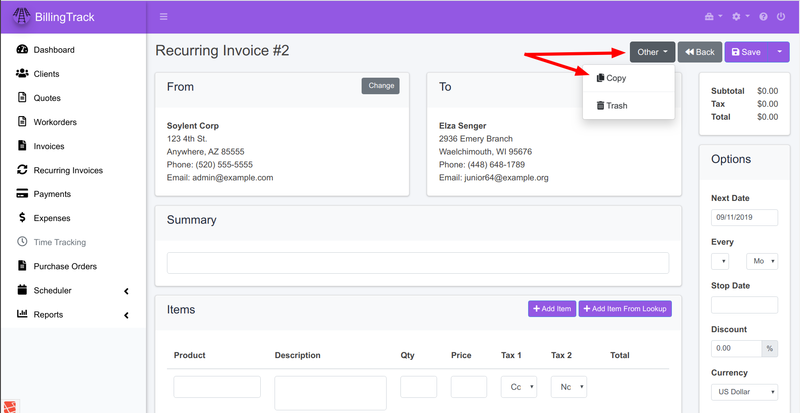 BillingTrack
Dashboard
Clients
Quotes
Workorders
Invoices
Recurring Invoices
Payments
Expenses
Time Tracking
Purchase Orders
Scheduler
Reports
Recurring Invoice #2
Other
Back
Save
Copy
Trash
From
Change
Soylent Corp
123 4th St.
Anywhere, AZ 85555
Phone: (520) 555-5555
Email: admin@example.com
To
Elza Senger
2936 Emery Branch
Waelchimouth, WI 95676
Phone: (448) 648-1789
Email: junior64@example.org
Subtotal $0.00
Tax $0.00
Total $0.00
Summary
Items
Add Item
Add Item From Lookup
Product Description Qty Price Tax 1 Tax 2 Total
Cc Nc
Options
Next Date
09/11/2019
Every
Mo
Stop Date
Discount
0.00 %
Currency
US Dollar